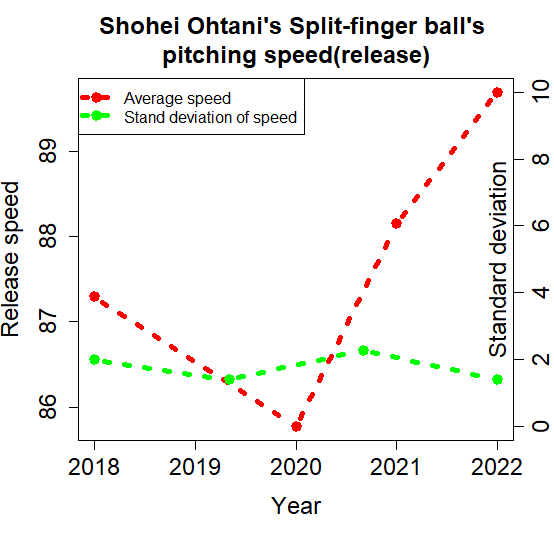 Shohei Ohtani's Split-finger ball's
pitching speed(release)
Average speed
Stand deviation of speed
Release speed
86
87
88
89
Standard deviation
0
2
4
6
8
10
2018
2019
2020
2021
2022
Year